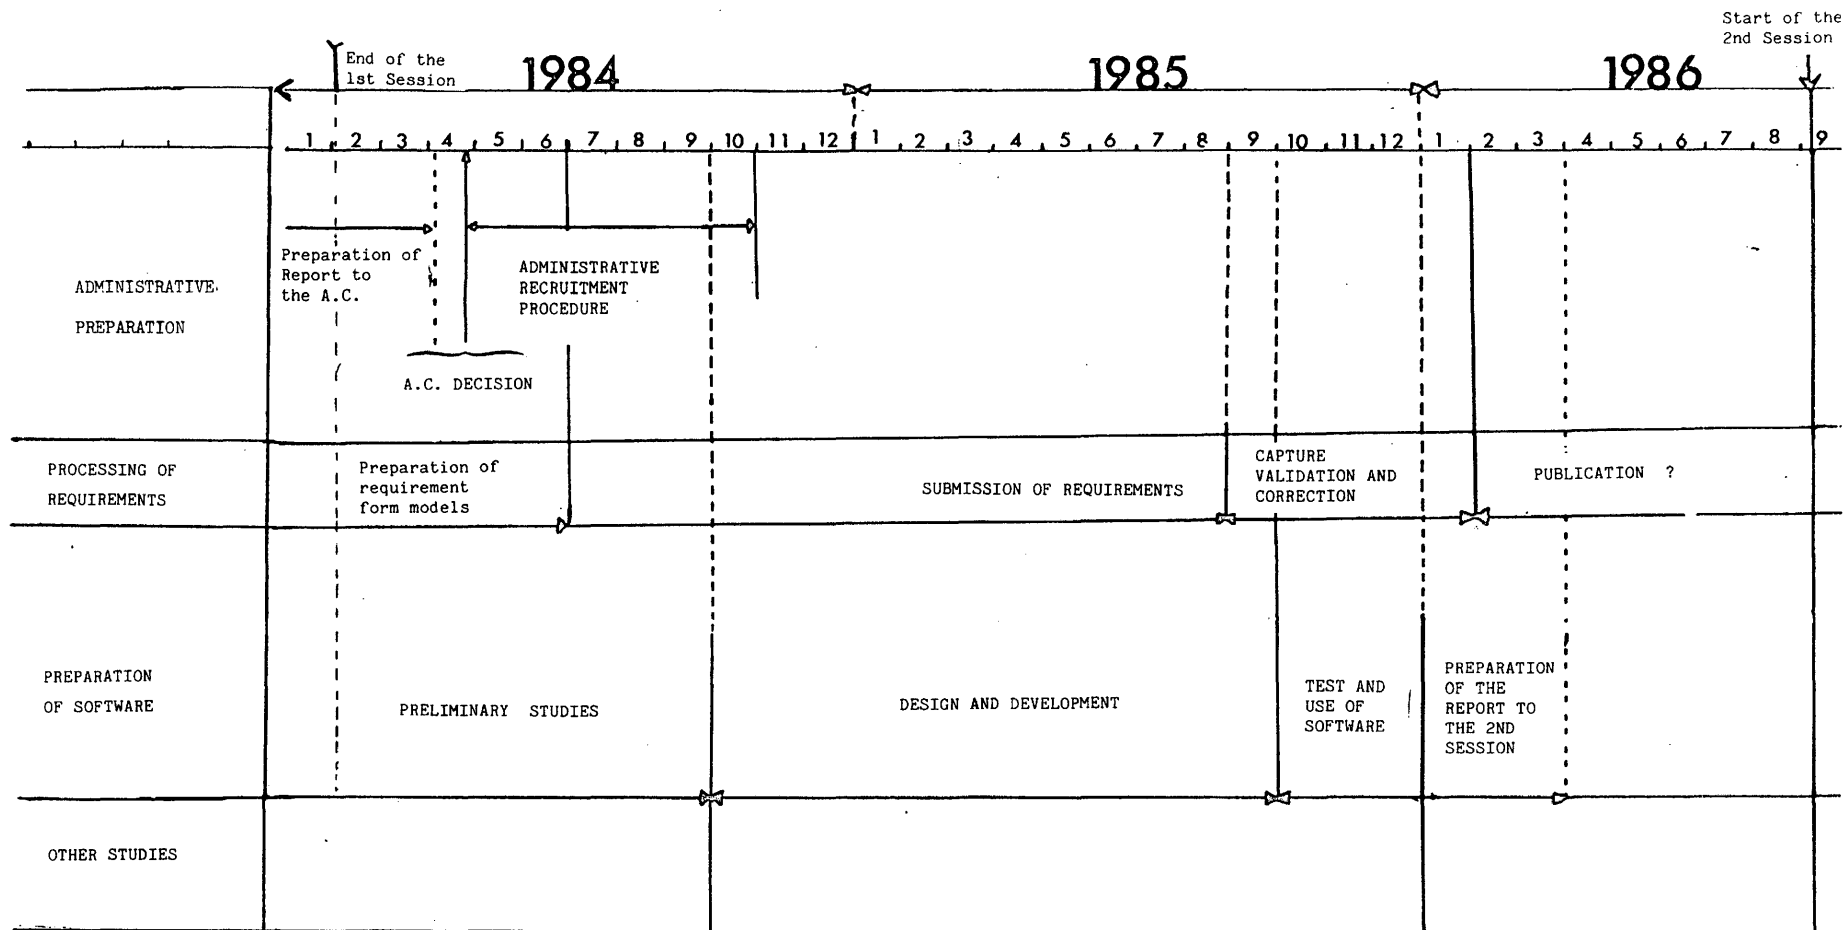 Start of the
2nd Session
End of the
1st Session
1984
1985
1986
1 2 3 4 5 6 7 8 9 10 11 12 1 2 3 4 5 6 7 8 9 10 11 12 1 2 3 4 5 6 7 8 9
ADMINISTRATIVE
PREPARATION
Preparation of
Report to
the A.C.
ADMINISTRATIVE
RECRUITMENT
PROCEDURE
A.C. DECISION
PROCESSING OF
REQUIREMENTS
Preparation of
requirement
form models
SUBMISSION OF REQUIREMENTS
CAPTURE
VALIDATION AND
CORRECTION
PUBLICATION ?
PREPARATION
OF SOFTWARE
PRELIMINARY STUDIES
DESIGN AND DEVELOPMENT
TEST AND
USE OF
SOFTWARE
PREPARATION
OF THE
REPORT TO
THE 2ND
SESSION
OTHER STUDIES